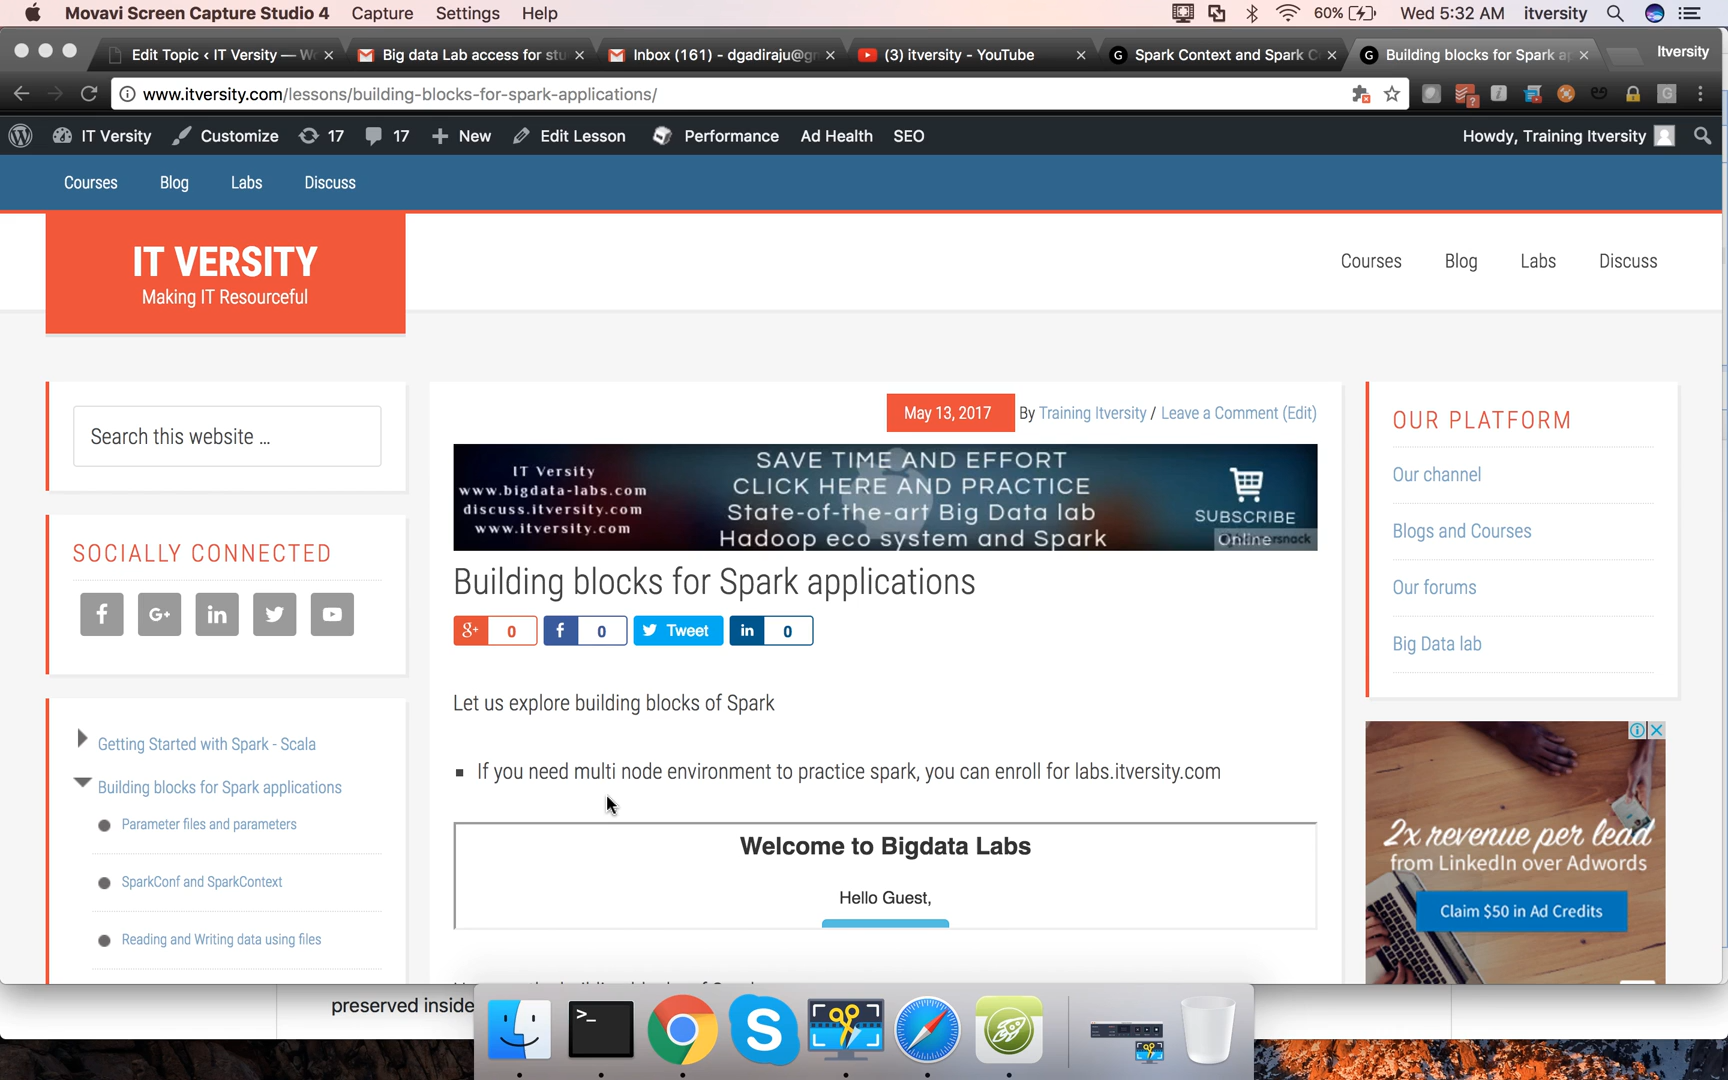 Movavi Screen Capture Studio 4 Capture Settings Help 60% Wed 5:32 AM itversity
Edit Topic ‹ IT Versity — W
Big data Lab access for stu
Inbox (161) - dgadiraju@gn
(3) itversity - YouTube
Spark Context and Spark C
Building blocks for Spark a
Itversity
www.itversity.com/lessons/building-blocks-for-spark-applications/
IT Versity Customize 17 17 New Edit Lesson Performance Ad Health SEO Howdy, Training Itversity
Courses Blog Labs Discuss
IT VERSITY
Making IT Resourceful
Courses Blog Labs Discuss
Search this website ...
SOCIALLY CONNECTED
Getting Started with Spark - Scala
Building blocks for Spark applications
Parameter files and parameters
SparkConf and SparkContext
Reading and Writing data using files
May 13, 2017 By Training Itversity / Leave a Comment (Edit)
IT Versity
www.bigdata-labs.com
discuss.itversity.com
www.itversity.com
SAVE TIME AND EFFORT
CLICK HERE AND PRACTICE
State-of-the-art Big Data lab
Hadoop eco system and Spark
SUBSCRIBE
Online
Building blocks for Spark applications
0 0 Tweet 0
Let us explore building blocks of Spark
If you need multi node environment to practice spark, you can enroll for labs.itversity.com
Welcome to Bigdata Labs
Hello Guest,
OUR PLATFORM
Our channel
Blogs and Courses
Our forums
Big Data lab
2x revenue per lead
from LinkedIn over Adwords
Claim $50 in Ad Credits
preserved inside